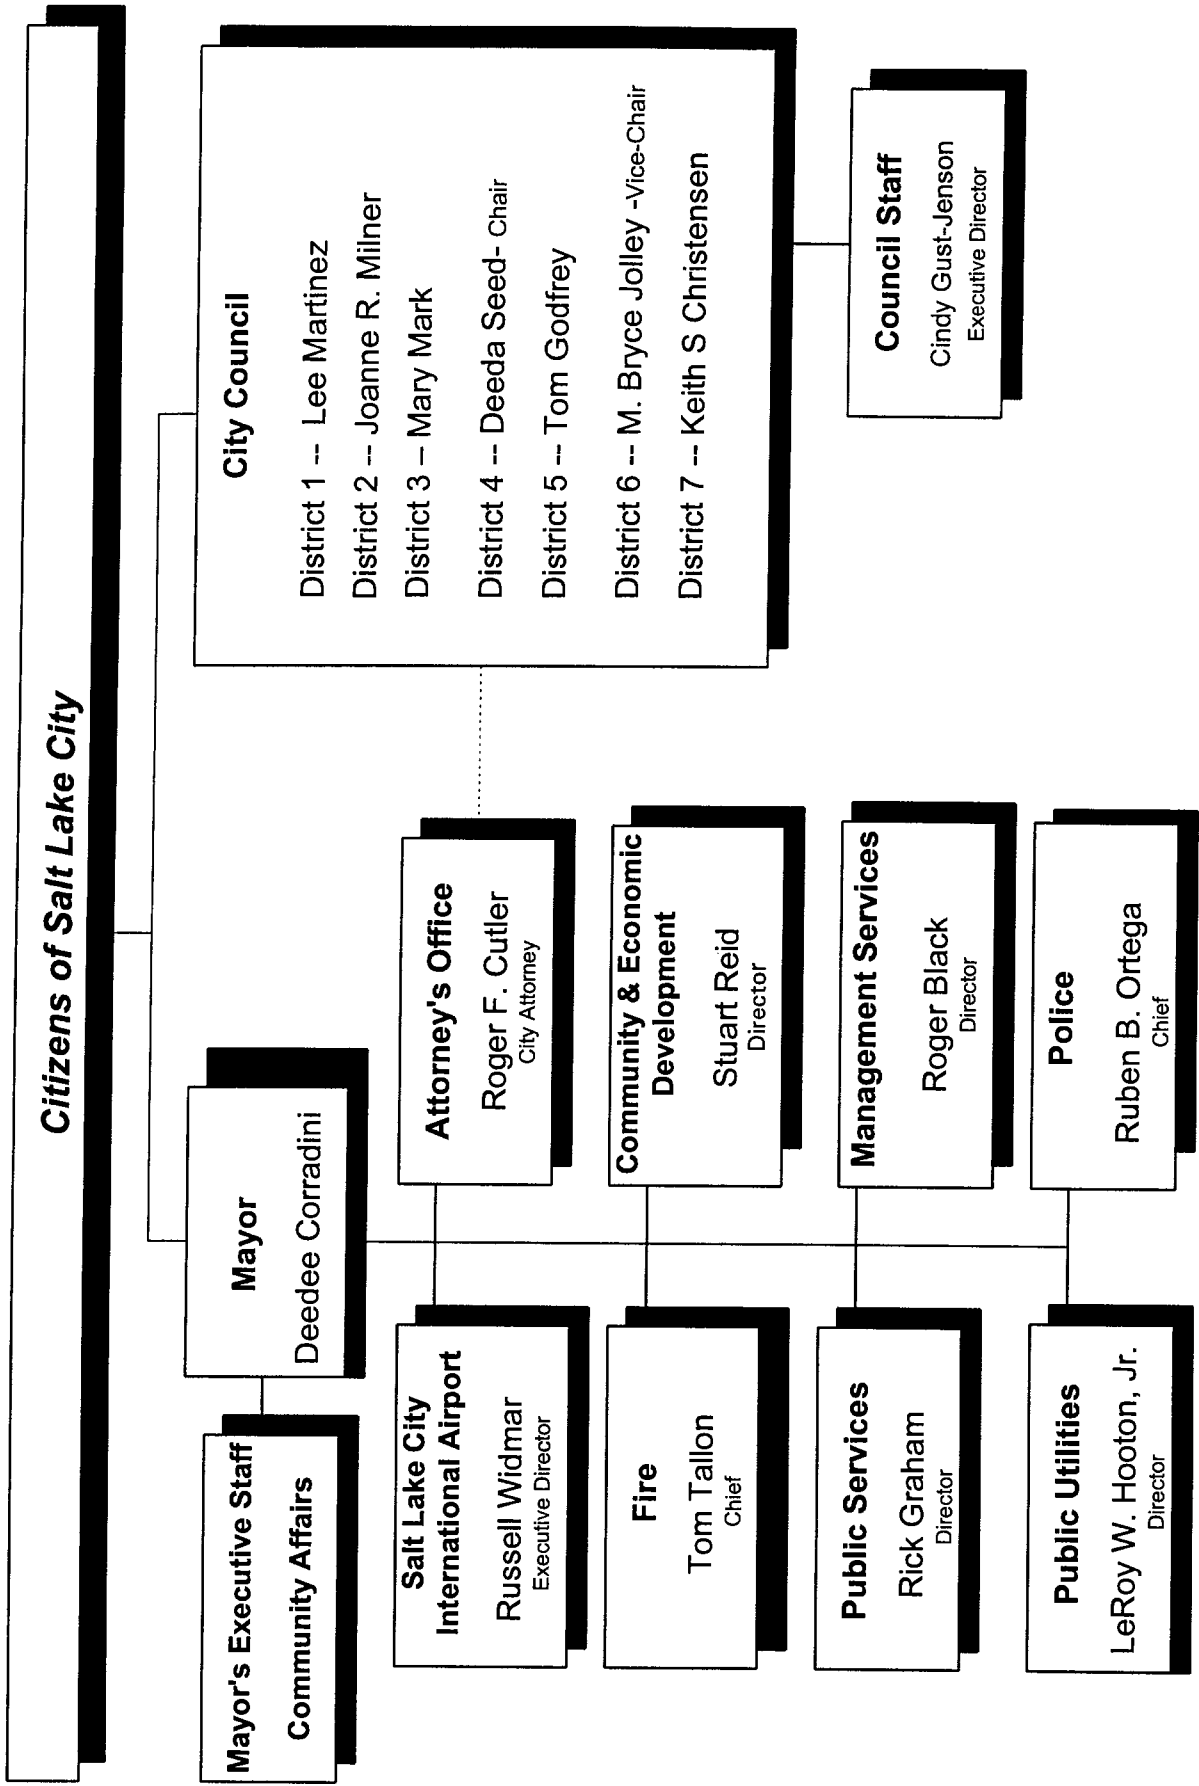 Citizens of Salt Lake City
Mayor's Executive Staff
Community Affairs
Mayor
Deedee Corradini
City Council
District 1 -- Lee Martinez
District 2 -- Joanne R. Milner
District 3 – Mary Mark
District 4 -- Deeda Seed- Chair
District 5 -- Tom Godfrey
District 6 -- M. Bryce Jolley -Vice-Chair
District 7 -- Keith S Christensen
Council Staff
Cindy Gust-Jenson
Executive Director
Salt Lake City
International Airport
Russell Widmar
Executive Director
Attorney's Office
Roger F. Cutler
City Attorney
Fire
Tom Tallon
Chief
Community & Economic
Development
Stuart Reid
Director
Public Services
Rick Graham
Director
Management Services
Roger Black
Director
Public Utilities
LeRoy W. Hooton, Jr.
Director
Police
Ruben B. Ortega
Chief